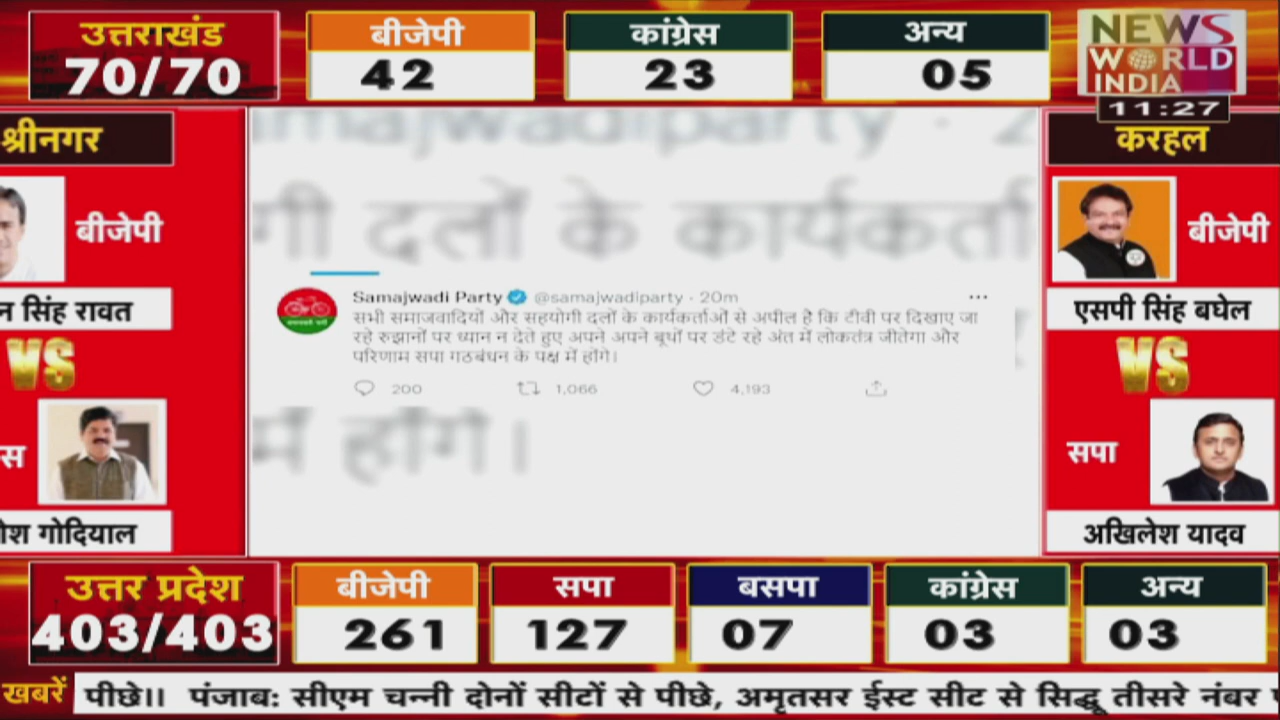 उत्तराखंड
70/70
बीजेपी
42
कांग्रेस
23
अन्य
05
NEWS
WORLD
INDIA
11:27
श्रीनगर
बीजेपी
सिंह रावत
VS
गोदियाल
Samajwadi Party @samajwadiparty · 20m
सभी समाजवादियों और सहयोगी दलों के कार्यकर्ताओं से अपील है कि टीवी पर दिखाए जा
रहे रुझानों पर ध्यान न देते हुए अपने अपने बूथों पर डंटे रहे अंत में लोकतंत्र जीतेगा और
परिणाम सपा गठबंधन के पक्ष में होंगे।
200 1,066 4,193
दलों के कार्यकर्ता
में होंगे।
करहल
बीजेपी
एसपी सिंह बघेल
VS
सपा
अखिलेश यादव
उत्तर प्रदेश
403/403
बीजेपी
261
सपा
127
बसपा
07
कांग्रेस
03
अन्य
03
खबरें पीछे।। पंजाब: सीएम चन्नी दोनों सीटों से पीछे, अमृतसर ईस्ट सीट से सिद्धू तीसरे नंबर